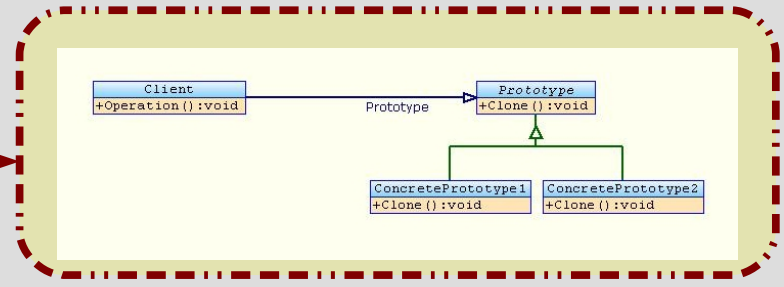 Client
+Operation():void
Prototype
Prototype
+Clone():void
ConcretePrototype1
+Clone():void
ConcretePrototype2
+Clone():void